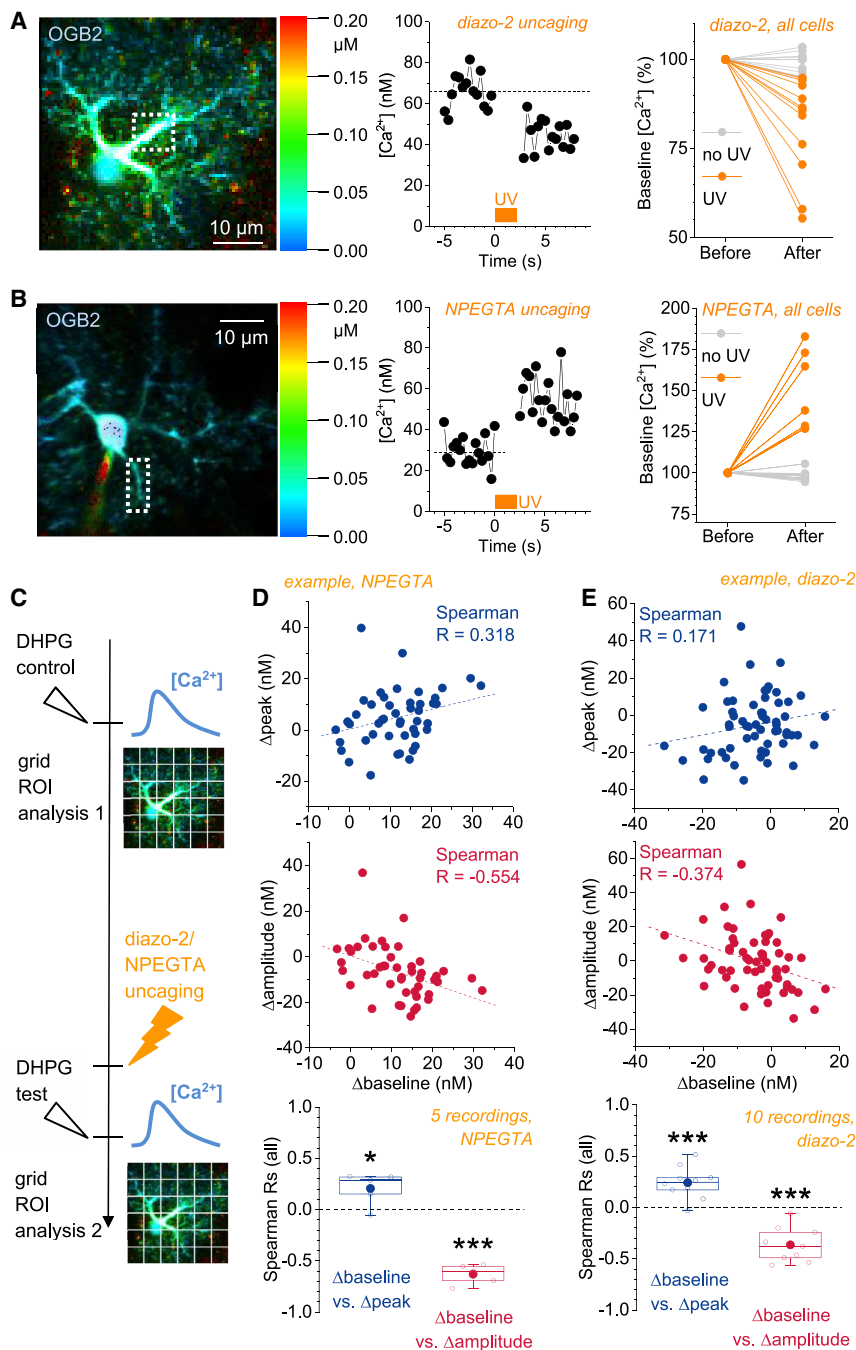 A
OGB2
10 µm
0.20
µM
0.15
0.10
0.05
0.00
diazo-2 uncaging
[Ca²⁺] (nM)
100
80
60
40
20
0
UV
-5 0 5
Time (s)
diazo-2, all cells
Baseline [Ca²⁺] (%)
100
75
50
no UV
UV
Before After
B
OGB2
10 µm
0.20
µM
0.15
0.10
0.05
0.00
NPEGTA uncaging
[Ca²⁺] (nM)
100
80
60
40
20
0
UV
-5 0 5
Time (s)
NPEGTA, all cells
Baseline [Ca²⁺] (%)
200
175
150
125
100
75
no UV
UV
Before After
C
DHPG
control
[Ca²⁺]
grid
ROI
analysis 1
diazo-2/
NPEGTA
uncaging
DHPG
test
[Ca²⁺]
grid
ROI
analysis 2
D
example, NPEGTA
Spearman
R = 0.318
Δpeak (nM)
40
20
0
-20
-10 0 10 20 30 40
Spearman
R = -0.554
Δamplitude (nM)
40
20
0
-20
-40
-10 0 10 20 30 40
Δbaseline (nM)
5 recordings,
NPEGTA
Spearman Rs (all)
1.0
0.5
0.0
-0.5
-1.0
*
***
Δbaseline
vs. Δpeak
Δbaseline
vs. Δamplitude
E
example, diazo-2
Spearman
R = 0.171
Δpeak (nM)
60
40
20
0
-20
-40
-40 -20 0 20
Spearman
R = -0.374
Δamplitude (nM)
60
40
20
0
-20
-40
-60
-40 -20 0 20
Δbaseline (nM)
10 recordings,
diazo-2
Spearman Rs (all)
1.0
0.5
0.0
-0.5
-1.0
***
***
Δbaseline
vs. Δpeak
Δbaseline
vs. Δamplitude